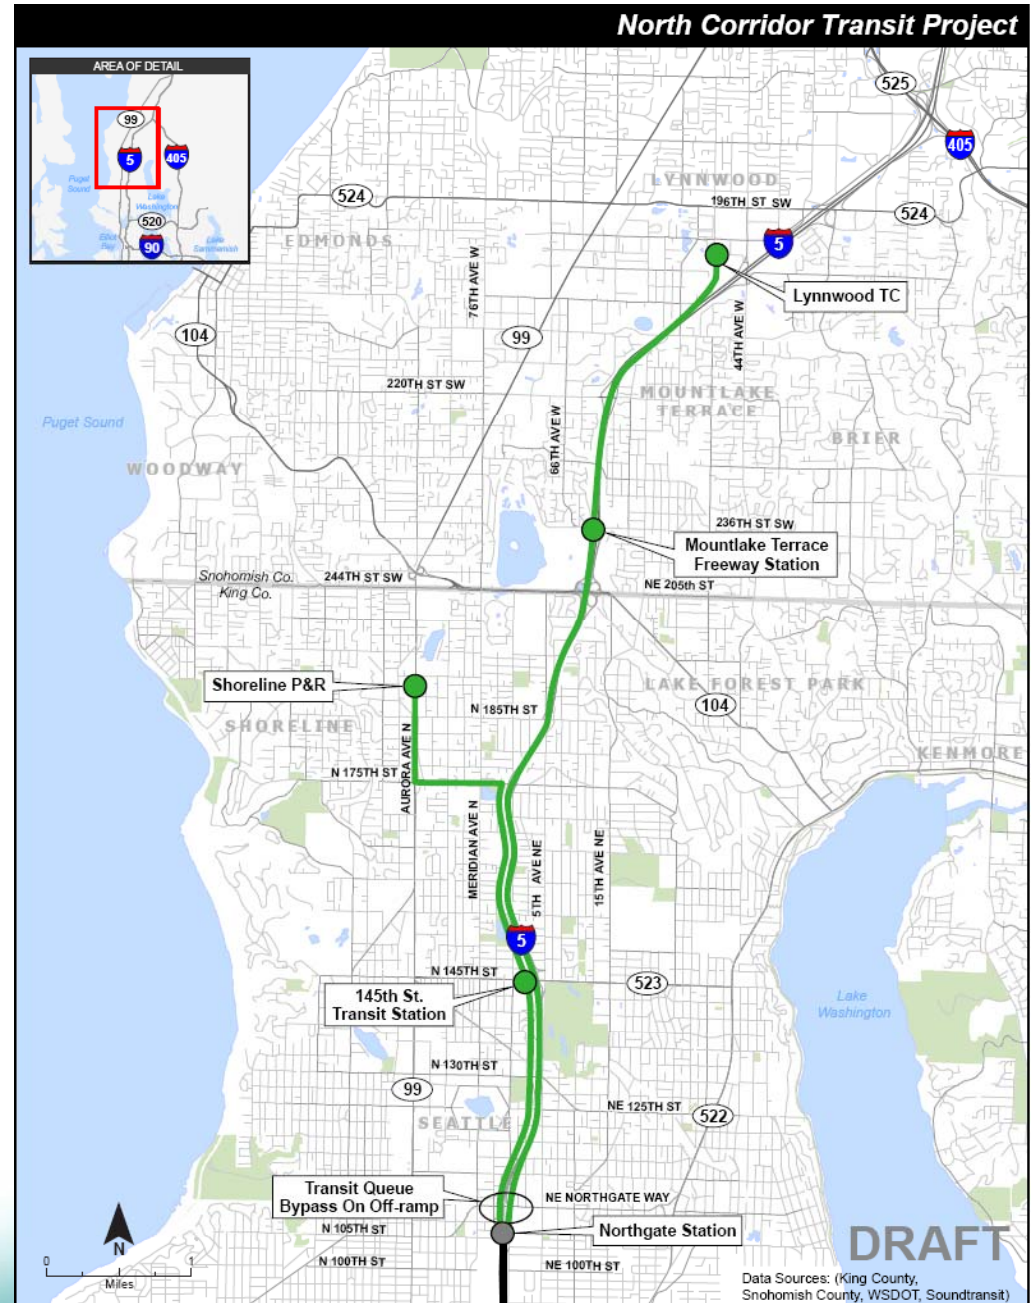 North Corridor Transit Project
AREA OF DETAIL
99
5
405
Puget
Sound
Lake
Washington
520
Elliot
Bay
90
Lake
Sammamish
525
405
LYNNWOOD
196TH ST SW
524
524
EDMONDS
5
76TH AVE W
Lynnwood TC
104
99
44TH AVE W
220TH ST SW
MOUNTLAKE
TERRACE
Puget Sound
66TH AVE W
BRIER
WOODWAY
236TH ST SW
Mountlake Terrace
Freeway Station
Snohomish Co.
King Co.
244TH ST SW
NE 205th ST
Shoreline P&R
LAKE FOREST PARK
N 185TH ST
104
SHORELINE
AURORA AVE N
KENMORE
N 175TH ST
MERIDIAN AVE N
5TH AVE NE
15TH AVE NE
5
N 145TH ST
523
145th St.
Transit Station
Lake
Washington
N 130TH ST
99
NE 125TH ST
522
SEATTLE
Transit Queue
Bypass On Off-ramp
NE NORTHGATE WAY
N 105TH ST
Northgate Station
N
N 100TH ST
NE 100TH ST
0 1
Miles
DRAFT
Data Sources: (King County,
Snohomish County, WSDOT, Soundtransit)